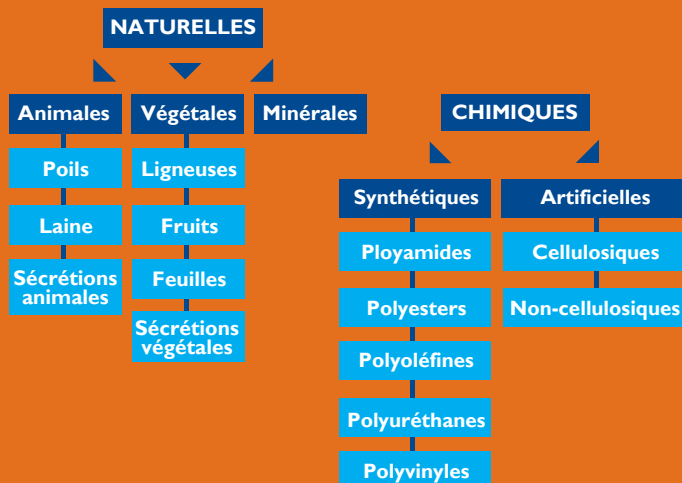 NATURELLES
Animales
Végétales
Minérales
Poils
Laine
Sécrétions
animales
Ligneuses
Fruits
Feuilles
Sécrétions
végétales
CHIMIQUES
Synthétiques
Artificielles
Ployamides
Polyesters
Polyoléfines
Polyuréthanes
Polyvinyles
Cellulosiques
Non-cellulosiques